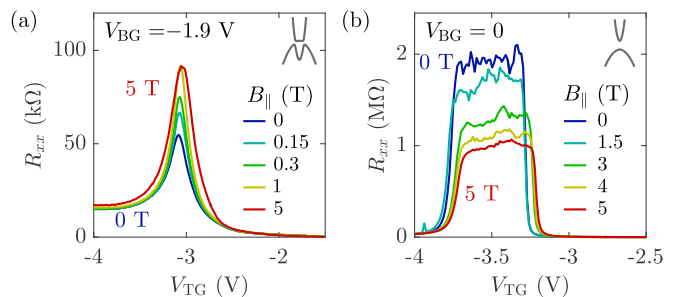 (a)
V_BG = −1.9 V
100
50
0
R_xx (kΩ)
5 T
0 T
B_∥ (T)
0
0.15
0.3
1
5
-4
-3
-2
V_TG (V)
(b)
V_BG = 0
2
1
0
R_xx (MΩ)
0 T
5 T
B_∥ (T)
0
1.5
3
4
5
-4
-3.5
-3
-2.5
V_TG (V)